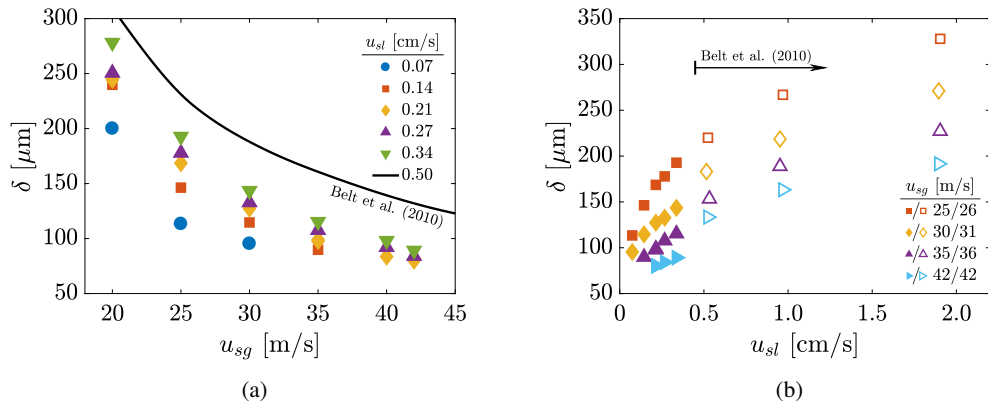 300
250
200
150
100
50
δ [μm]
20 25 30 35 40 45
u_sg [m/s]
u_sl [cm/s]
0.07
0.14
0.21
0.27
0.34
0.50
Belt et al. (2010)
(a)
350
300
250
200
150
100
50
δ [μm]
0 0.5 1.0 1.5 2.0
u_sl [cm/s]
Belt et al. (2010)
u_sg [m/s]
/ 25/26
/ 30/31
/ 35/36
/ 42/42
(b)